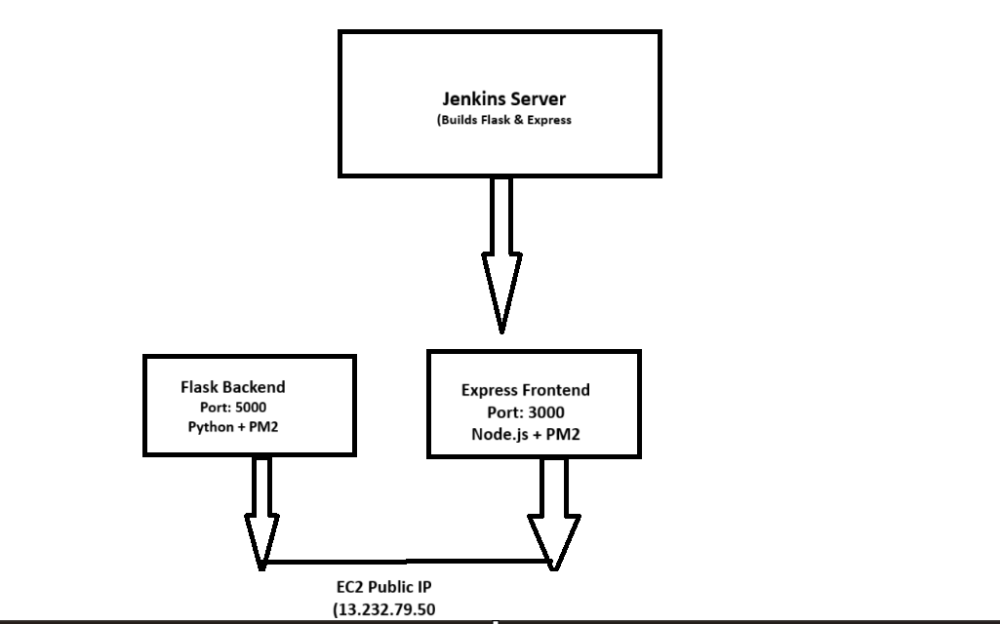 Jenkins Server
(Builds Flask & Express
Flask Backend
Port: 5000
Python + PM2
Express Frontend
Port: 3000
Node.js + PM2
EC2 Public IP
(13.232.79.50